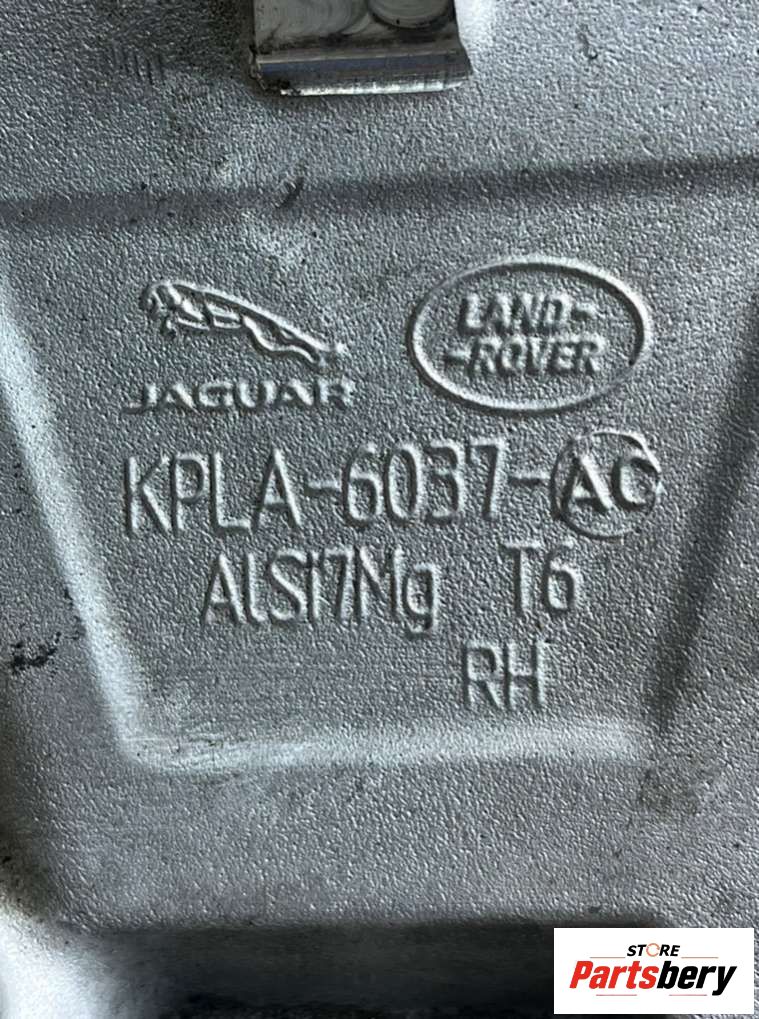 JAGUAR
LAND-
-ROVER
KPLA-6037-AC
AlSi7Mg T6
RH
STORE
Partsbery